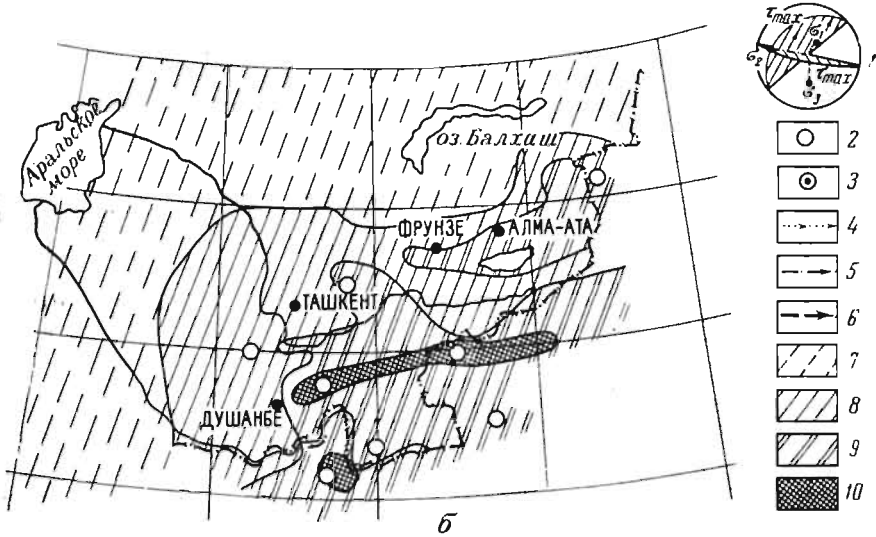 τmax
σ1
σ2
τmax
σ3
1
2
3
4
5
6
7
8
9
10
Аральское
море
оз. Балхаш
ФРУНЗЕ
АЛМА-АТА
ТАШКЕНТ
ДУШАНБЕ
б